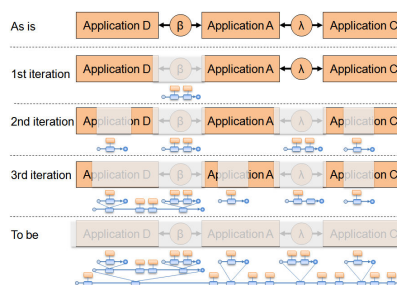 As is Application D β Application A λ Application C
1st iteration Application D β Application A λ Application C
2nd iteration Application D β Application A λ Application C
3rd iteration Application D β Application A λ Application C
To be Application D β Application A λ Application C